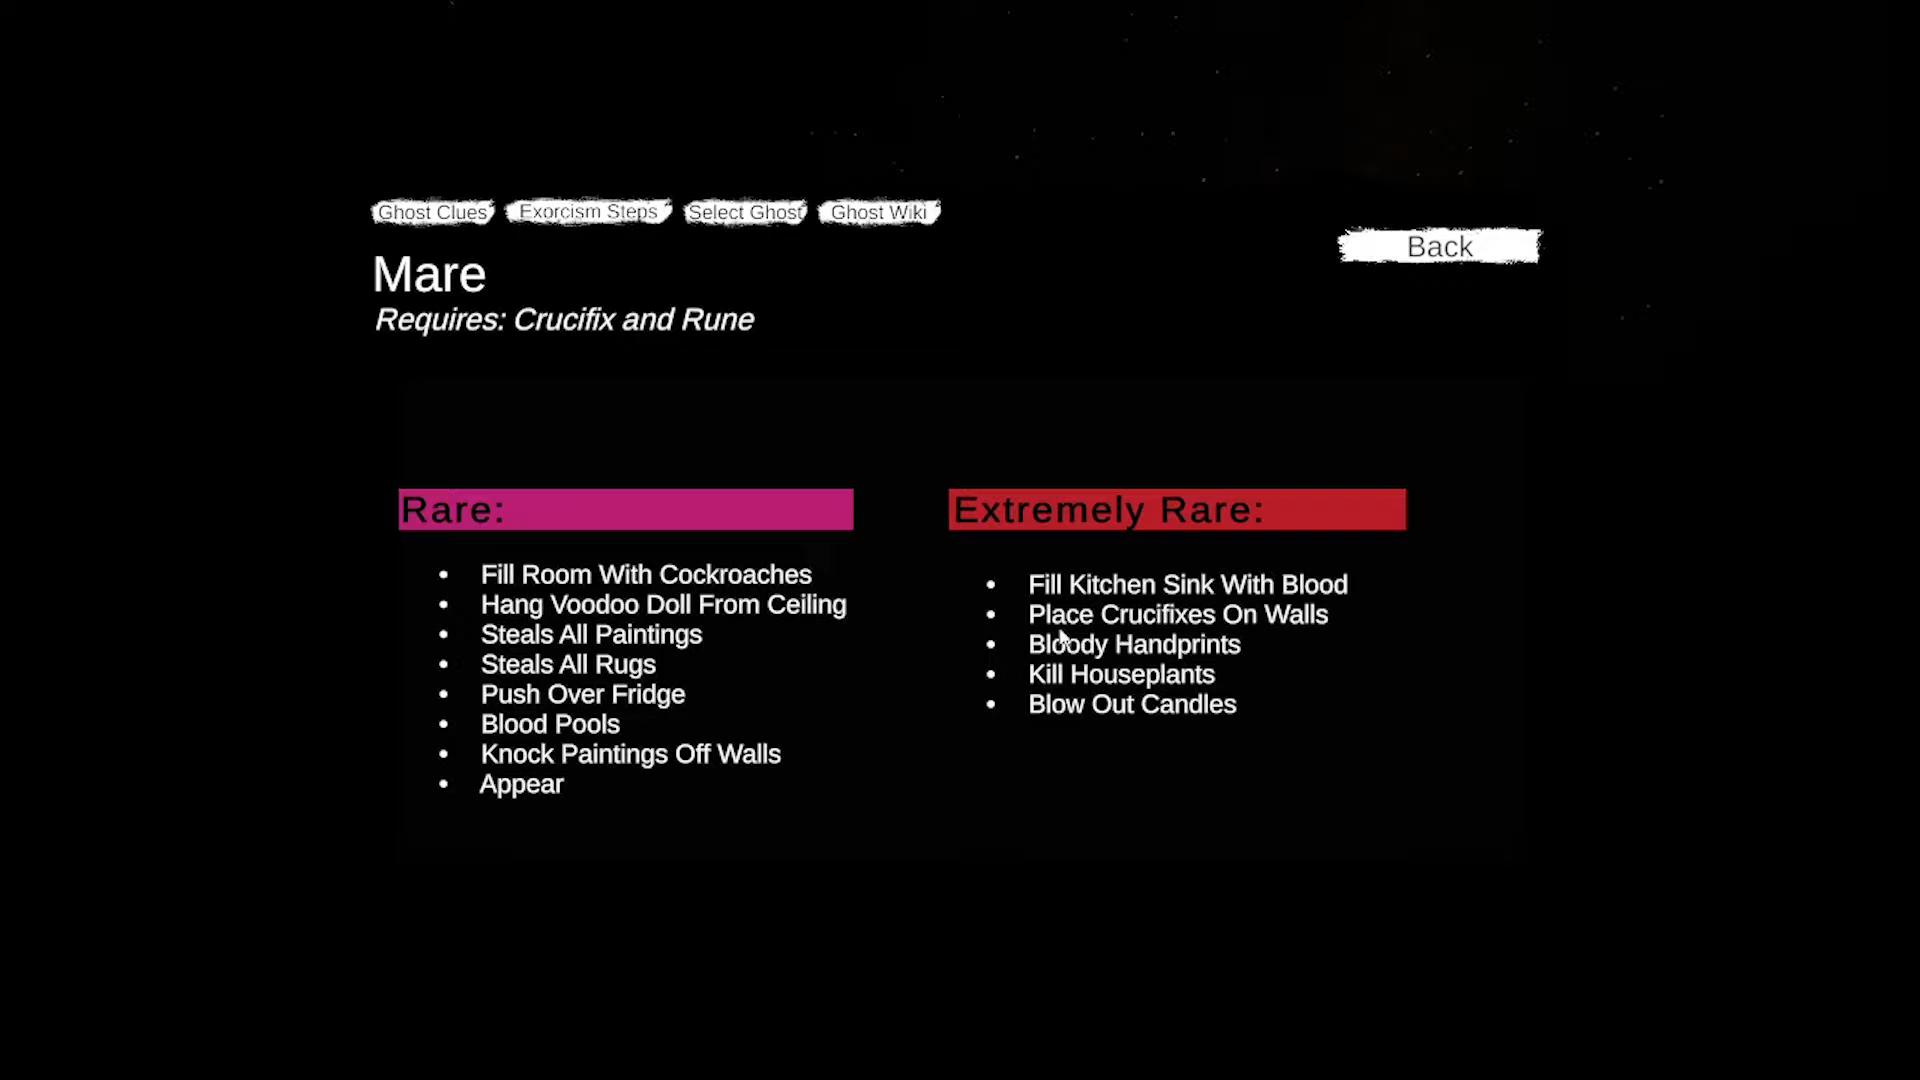 Ghost Clues Exorcism Steps Select Ghost Ghost Wiki
Back
Mare
Requires: Crucifix and Rune
Rare:
• Fill Room With Cockroaches
• Hang Voodoo Doll From Ceiling
• Steals All Paintings
• Steals All Rugs
• Push Over Fridge
• Blood Pools
• Knock Paintings Off Walls
• Appear
Extremely Rare:
• Fill Kitchen Sink With Blood
• Place Crucifixes On Walls
• Bloody Handprints
• Kill Houseplants
• Blow Out Candles